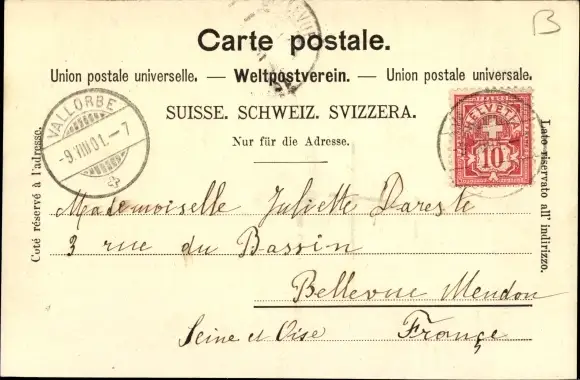 B
Carte postale.
Union postale universelle. — Weltpostverein. — Union postale universale.
SUISSE. SCHWEIZ. SVIZZERA.
Nur für die Adresse.
Coté réservé à l'adresse.
Lato riservato all' indirizzo.
VALLORBE
-9.VIII.01.-7
HELVETIA
10
Mademoiselle Juliette Dareste
3 rue du Bassin
Bellevue Meudon
Seine et Oise France